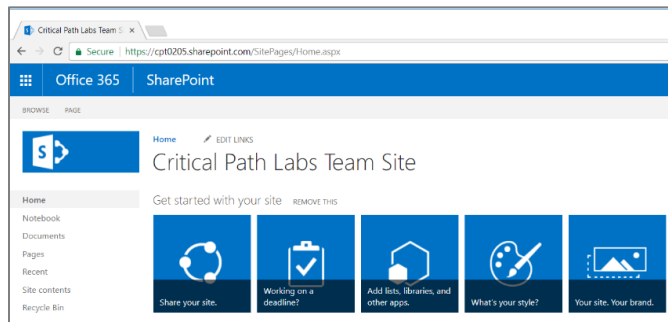 Critical Path Labs Team S
Secure | https://cpt0205.sharepoint.com/SitePages/Home.aspx
Office 365 SharePoint
BROWSE PAGE
S
Home EDIT LINKS
Critical Path Labs Team Site
Get started with your site REMOVE THIS
Home
Notebook
Documents
Pages
Recent
Site contents
Recycle Bin
Share your site.
Working on a
deadline?
Add lists, libraries, and
other apps.
What's your style?
Your site. Your brand.